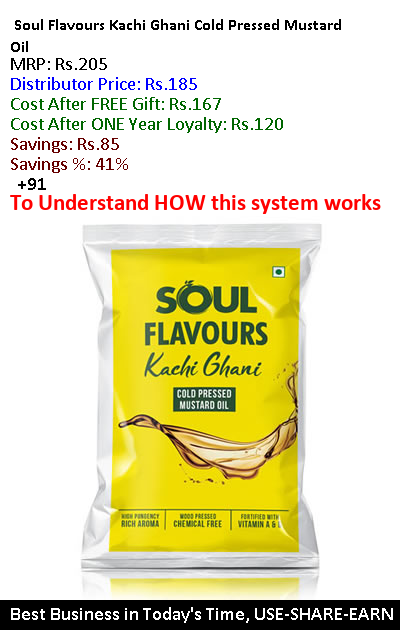 Soul Flavours Kachi Ghani Cold Pressed Mustard
Oil
MRP: Rs.205
Distributor Price: Rs.185
Cost After FREE Gift: Rs.167
Cost After ONE Year Loyalty: Rs.120
Savings: Rs.85
Savings %: 41%
+91
To Understand HOW this system works
SOUL
FLAVOURS
Kachi Ghani
COLD PRESSED
MUSTARD OIL
HIGH PUNGENCY
RICH AROMA
WOOD PRESSED
CHEMICAL FREE
FORTIFIED WITH
VITAMIN A &
Best Business in Today's Time, USE-SHARE-EARN